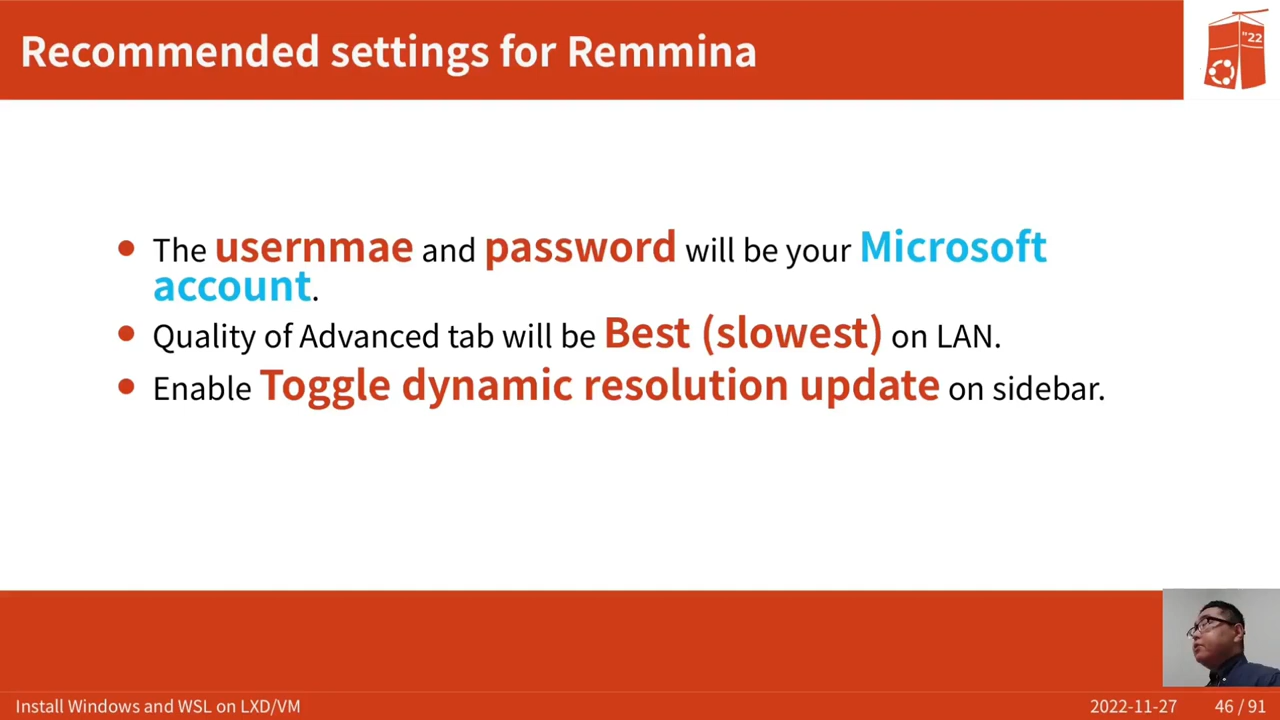 Recommended settings for Remmina
"22
The usernmae and password will be your Microsoft
account.
Quality of Advanced tab will be Best (slowest) on LAN.
Enable Toggle dynamic resolution update on sidebar.
Install Windows and WSL on LXD/VM
2022-11-27
46 / 91